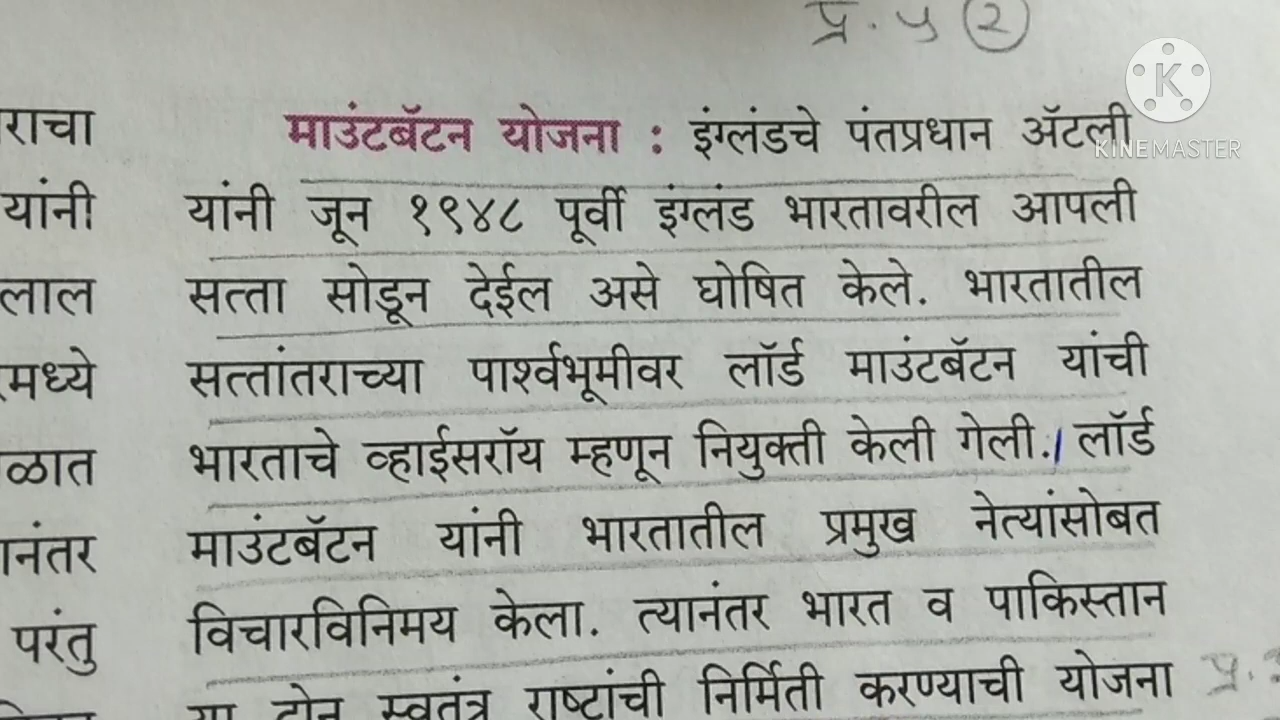 प्र. ५ (२)
K
KINEMASTER
राचा
यांनी
लाल
मध्ये
ळात
नंतर
परंतु
माउंटबॅटन योजना : इंग्लंडचे पंतप्रधान ॲटली
यांनी जून १९४८ पूर्वी इंग्लंड भारतावरील आपली
सत्ता सोडून देईल असे घोषित केले. भारतातील
सत्तांतराच्या पार्श्वभूमीवर लॉर्ड माउंटबॅटन यांची
भारताचे व्हाईसरॉय म्हणून नियुक्ती केली गेली. लॉर्ड
माउंटबॅटन यांनी भारतातील प्रमुख नेत्यांसोबत
विचारविनिमय केला. त्यानंतर भारत व पाकिस्तान
या दोन स्वतंत्र राष्ट्रांची निर्मिती करण्याची योजना
प्र.